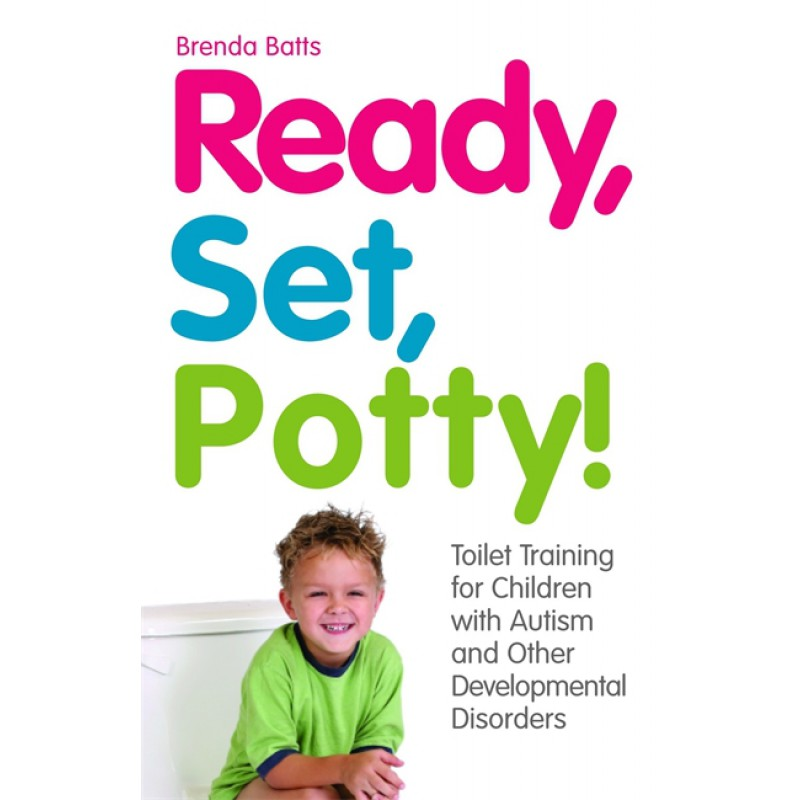 Brenda Batts
Ready,
Set,
Potty!
Toilet Training
for Children
with Autism
and Other
Developmental
Disorders